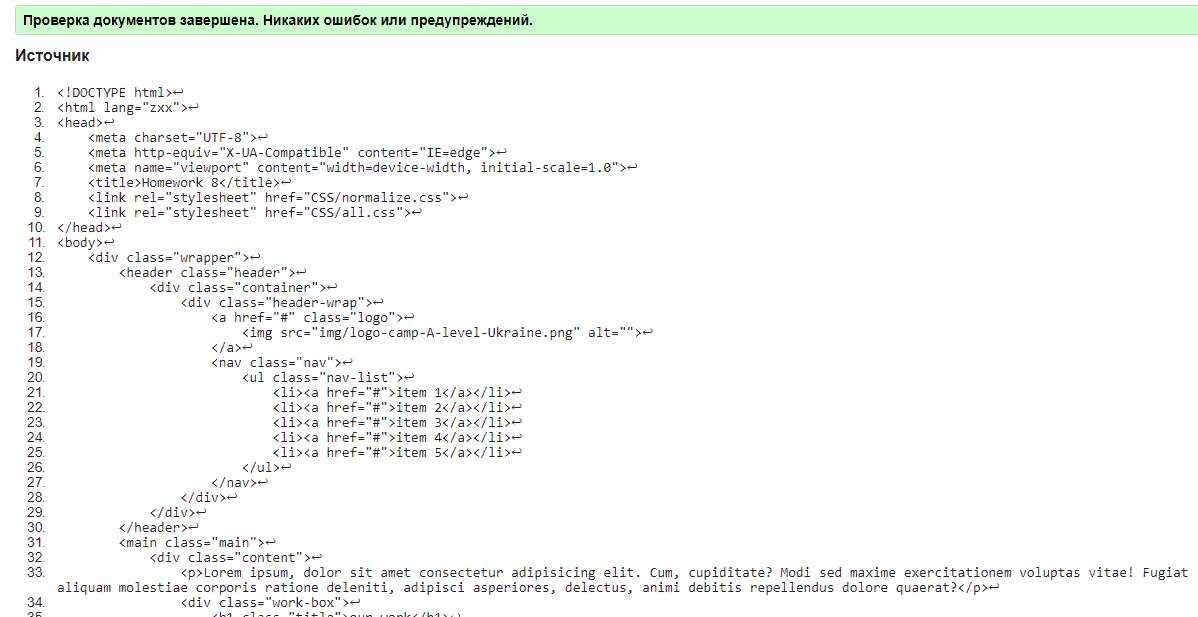 Проверка документов завершена. Никаких ошибок или предупреждений.
Источник
1. <!DOCTYPE html>↩
2. <html lang="zxx">↩
3. <head>↩
4.     <meta charset="UTF-8">↩
5.     <meta http-equiv="X-UA-Compatible" content="IE=edge">↩
6.     <meta name="viewport" content="width=device-width, initial-scale=1.0">↩
7.     <title>Homework 8</title>↩
8.     <link rel="stylesheet" href="CSS/normalize.css">↩
9.     <link rel="stylesheet" href="CSS/all.css">↩
10. </head>↩
11. <body>↩
12.     <div class="wrapper">↩
13.         <header class="header">↩
14.             <div class="container">↩
15.                 <div class="header-wrap">↩
16.                     <a href="#" class="logo">↩
17.                         <img src="img/logo-camp-A-level-Ukraine.png" alt="">↩
18.                     </a>↩
19.                     <nav class="nav">↩
20.                         <ul class="nav-list">↩
21.                             <li><a href="#">item 1</a></li>↩
22.                             <li><a href="#">item 2</a></li>↩
23.                             <li><a href="#">item 3</a></li>↩
24.                             <li><a href="#">item 4</a></li>↩
25.                             <li><a href="#">item 5</a></li>↩
26.                         </ul>↩
27.                     </nav>↩
28.                 </div>↩
29.             </div>↩
30.         </header>↩
31.         <main class="main">↩
32.             <div class="content">↩
33.                 <p>Lorem ipsum, dolor sit amet consectetur adipisicing elit. Cum, cupiditate? Modi sed maxime exercitationem voluptas vitae! Fugiat
aliquam molestiae corporis ratione deleniti, adipisci asperiores, delectus, animi debitis repellendus dolore quaerat?</p>↩
34.                 <div class="work-box">↩
35.                     <h1 class="title">our work</h1>↩